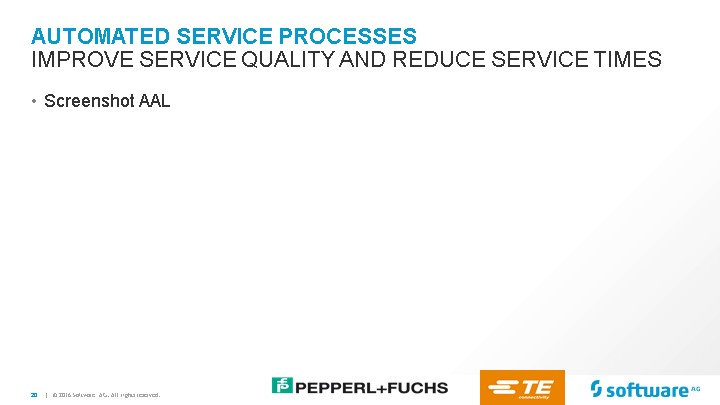 AUTOMATED SERVICE PROCESSES
IMPROVE SERVICE QUALITY AND REDUCE SERVICE TIMES
• Screenshot AAL
20 | © 2016 Software AG. All rights reserved.
PEPPERL+FUCHS
TE
connectivity
software AG